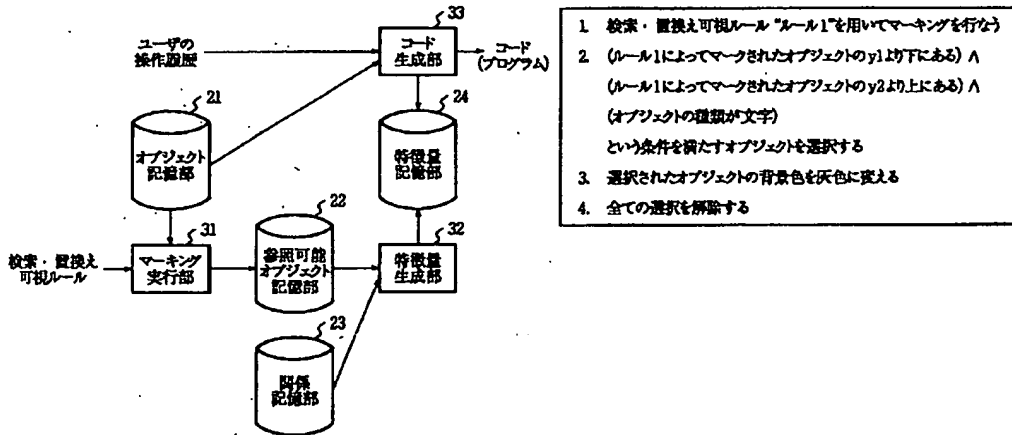 33
ユーザの
操作履歴
コード
生成部
コード
(プログラム)
21
24
オブジェクト
記憶部
特徴量
記憶部
22
31
32
検索・置換え
可視ルール
マーキング
実行部
参照可能
オブジェクト
記憶部
特徴量
生成部
23
関係
記憶部
1. 検索・置換え可視ルール "ルール1"を用いてマーキングを行なう
2. (ルール1によってマークされたオブジェクトのy1より下にある) ∧
(ルール1によってマークされたオブジェクトのy2より上にある) ∧
(オブジェクトの種類が文字)
という条件を満たすオブジェクトを選択する
3. 選択されたオブジェクトの背景色を灰色に変える
4. 全ての選択を解除する